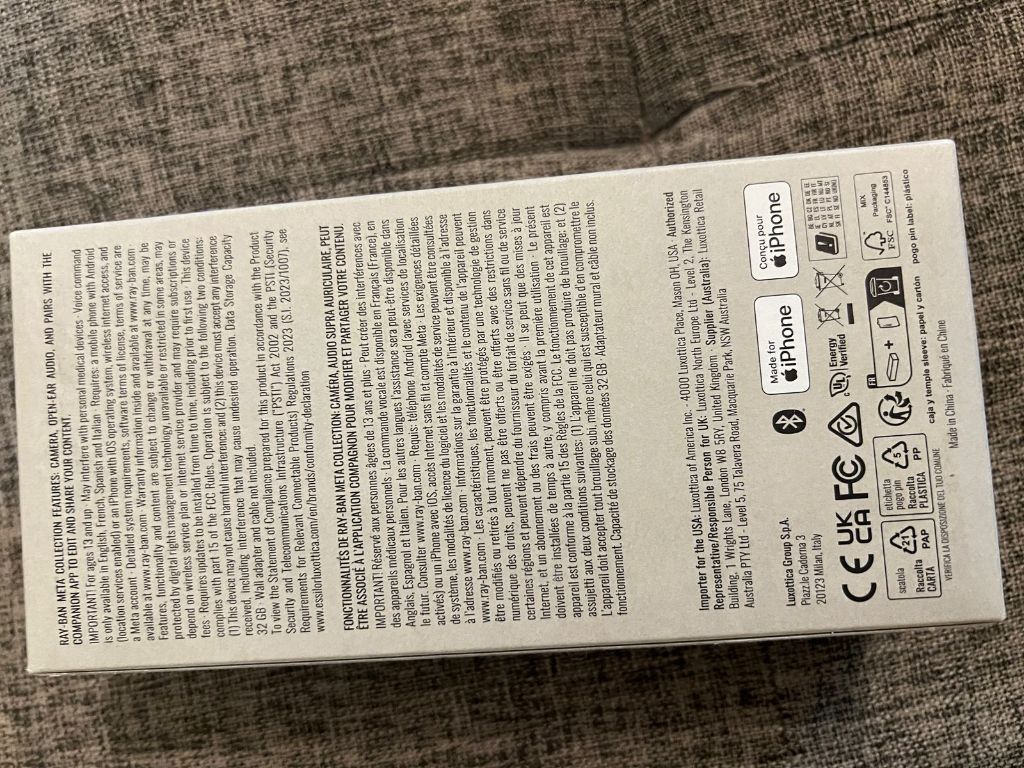 RAY-BAN META COLLECTION FEATURES: CAMERA, OPEN-EAR AUDIO, AND PAIRS WITH THE
COMPANION APP TO EDIT AND SHARE YOUR CONTENT.
IMPORTANT! For ages 13 and up · May interfere with personal medical devices · Voice command
is only available in English, French, Spanish and Italian · Requires: a mobile phone with Android
(location services enabled) or an iPhone with iOS operating system, wireless internet access, and
a Meta account · Detailed system requirements, software terms of license, terms of service are
available at www.ray-ban.com · Warranty information inside and available at www.ray-ban.com ·
Features, functionality and content are subject to change or withdrawal at any time, may be
protected by digital rights management technology, unavailable or restricted in some areas, may
depend on wireless service plan or internet service provider and may require subscriptions or
fees · Requires updates to be installed from time to time, including prior to first use · This device
complies with part 15 of the FCC Rules. Operation is subject to the following two conditions:
(1) This device may not cause harmful interference, and (2) this device must accept any interference
received, including interference that may cause undesired operation. Data Storage Capacity
32 GB · Wall adapter and cable not included.
To view the Statement of Compliance prepared for this product in accordance with the Product
Security and Telecommunications Infrastructure ("PSTI") Act 2002 and the PSTI (Security
Requirements for Relevant Connectable Products) Regulations 2023 (S.I. 2023/1007), see
www.essilorluxottica.com/en/brands/conformity-declaration
FONCTIONNALITÉS DE RAY-BAN META COLLECTION: CAMÉRA, AUDIO SUPRA AURICULAIRE, PEUT
ÊTRE ASSOCIÉ À L'APPLICATION COMPAGNON POUR MODIFIER ET PARTAGER VOTRE CONTENU.
IMPORTANT! Réservé aux personnes âgées de 13 ans et plus · Peut créer des interférences avec
des appareils médicaux personnels · La commande vocale est disponible en Français (France), en
Anglais, Espagnol et Italien. Pour les autres langues l'assistance sera peut-être disponible dans
le futur. Consulter www.ray-ban.com · Requis: téléphone Android (avec services de localisation
activés) ou un iPhone avec iOS, accès Internet sans fil et compte Meta · Les exigences détaillées
de système, les modalités de licence du logiciel et les modalités de service peuvent être consultées
à l'adresse www.ray-ban.com · Informations sur la garantie à l'intérieur et disponible à l'adresse
www.ray-ban.com · Les caractéristiques, les fonctionnalités et le contenu de l'appareil peuvent
être modifiés ou retirés à tout moment, peuvent être protégés par une technologie de gestion
numérique des droits, peuvent ne pas être offerts ou être offerts avec des restrictions dans
certaines régions et peuvent dépendre du fournisseur du forfait de service sans fil ou de service
Internet, et un abonnement ou des frais peuvent être exigés · Il se peut que des mises à jour
doivent être installées de temps à autre, y compris avant la première utilisation · Le présent
appareil est conforme à la partie 15 des Règles de la FCC. Le fonctionnement de cet appareil est
assujetti aux deux conditions suivantes: (1) L'appareil ne doit pas produire de brouillage; et (2)
L'appareil doit accepter tout brouillage subi, même celui qui est susceptible d'en compromettre le
fonctionnement. Capacité de stockage des données 32 GB · Adaptateur mural et câble non inclus.
Importer for the USA: Luxottica of America Inc. · 4000 Luxottica Place, Mason OH, USA Authorized
Representative/Responsible Person for UK: Luxottica North Europe Ltd - Level 2, The Kensington
Building, 1 Wrights Lane, London W8 5RY, United Kingdom · Supplier (Australia): Luxottica Retail
Australia PTY Ltd - Level 5, 75 Talavera Road, Macquarie Park, NSW Australia
Luxottica Group S.p.A.
Piazz.le Cadorna 3
20123 Milan, Italy
Made for
iPhone
Conçu pour
iPhone
CE UK CA FC UL Energy Verified
scatola
21
PAP
Raccolta
CARTA
etichetta
pogo pin
5
PP
Raccolta
PLASTICA
VERIFICA LE DISPOSIZIONI DEL TUO COMUNE
FR
+
FSC
MIX
Packaging
FSC® C144853
caja y temple sleeve: papel y cartón
pogo pin label: plástico
Made in China · Fabriqué en Chine